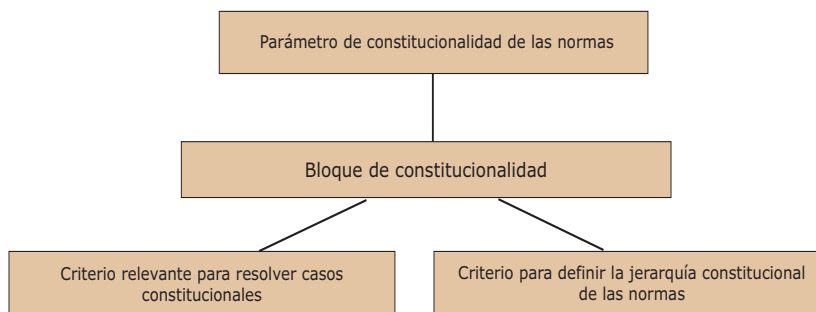 Parámetro de constitucionalidad de las normas
Bloque de constitucionalidad
Criterio relevante para resolver casos
constitucionales
Criterio para definir la jerarquía constitucional
de las normas